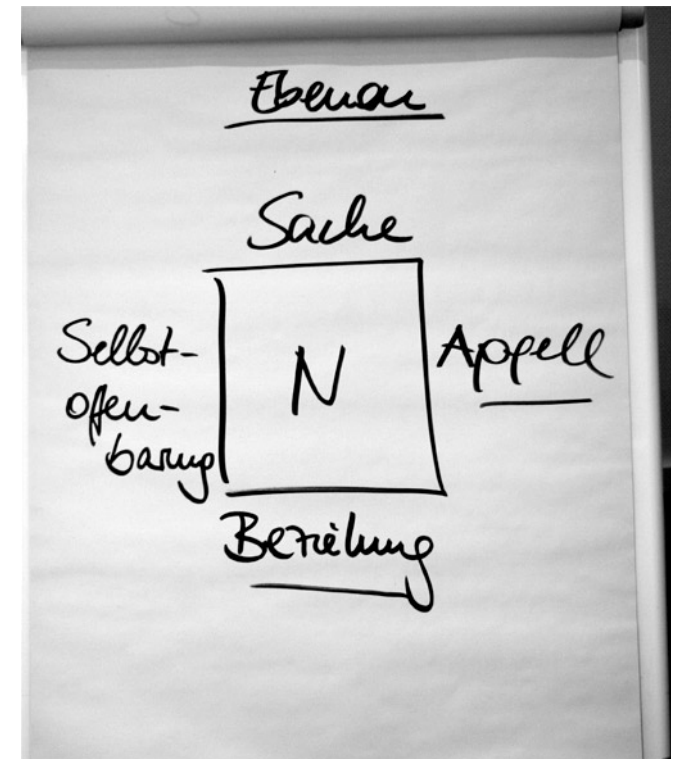 Ebenen
Sache
Selbst-
offen-
barung
N
Appell
Beziehung